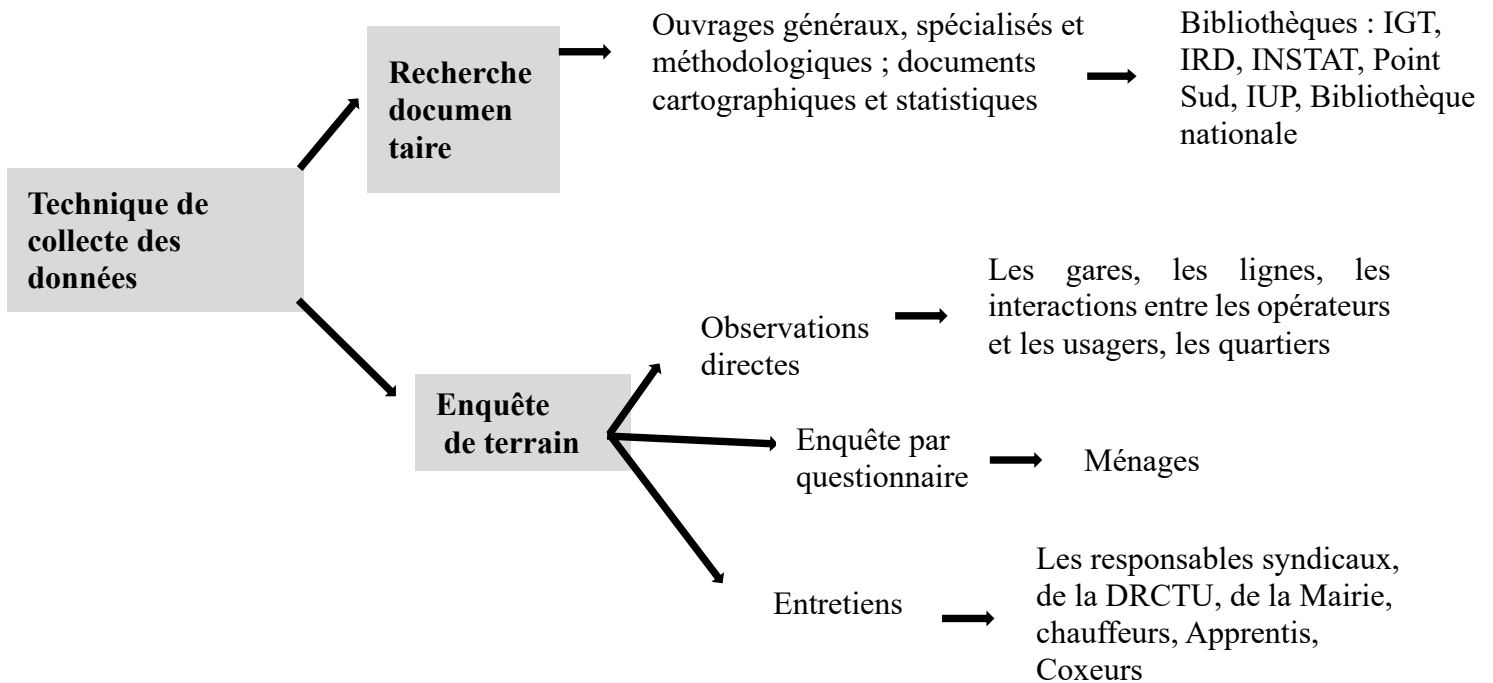 Technique de
collecte des
données
Recherche
documen
taire
Ouvrages généraux, spécialisés et
méthodologiques ; documents
cartographiques et statistiques
Bibliothèques : IGT,
IRD, INSTAT, Point
Sud, IUP, Bibliothèque
nationale
Enquête
de terrain
Observations
directes
Les gares, les lignes, les
interactions entre les opérateurs
et les usagers, les quartiers
Enquête par
questionnaire
Ménages
Entretiens
Les responsables syndicaux,
de la DRCTU, de la Mairie,
chauffeurs, Apprentis,
Coxeurs